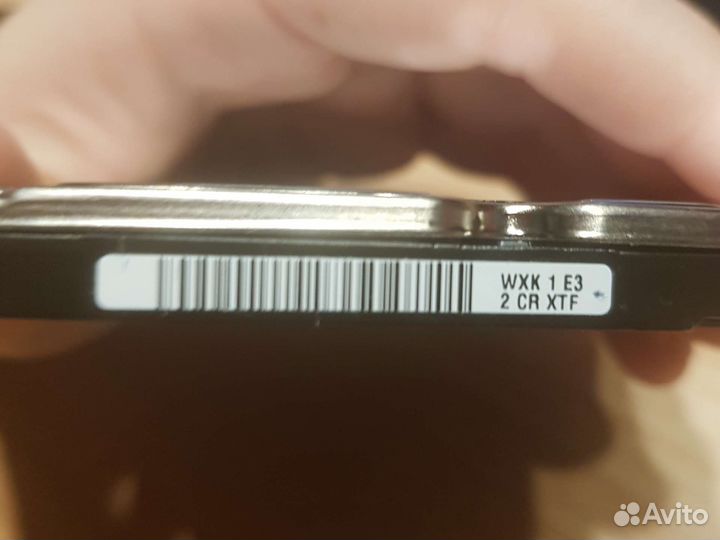 WXK 1 E3
2 CR XTF
Avito